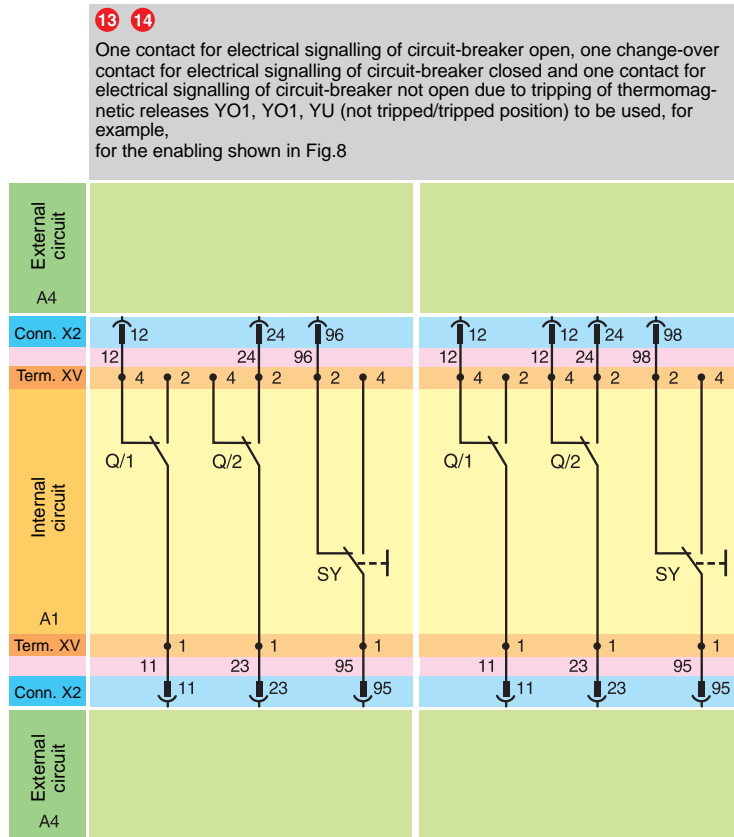 13 14
One contact for electrical signalling of circuit-breaker open, one change-over
contact for electrical signalling of circuit-breaker closed and one contact for
electrical signalling of circuit-breaker not open due to tripping of thermomag-
netic releases YO1, YO1, YU (not tripped/tripped position) to be used, for
example,
for the enabling shown in Fig.8
External
circuit
A4
Conn. X2 12 24 96 12 12 24 98
12 24 96 12 12 24 98
Term. XV 4 2 4 2 2 4 4 2 4 2 2 4
Internal
circuit
Q/1 Q/2 Q/1 Q/2
SY SY
A1
Term. XV 1 1 1 1 1 1
11 23 95 11 23 95
Conn. X2 11 23 95 11 23 95
External
circuit
A4